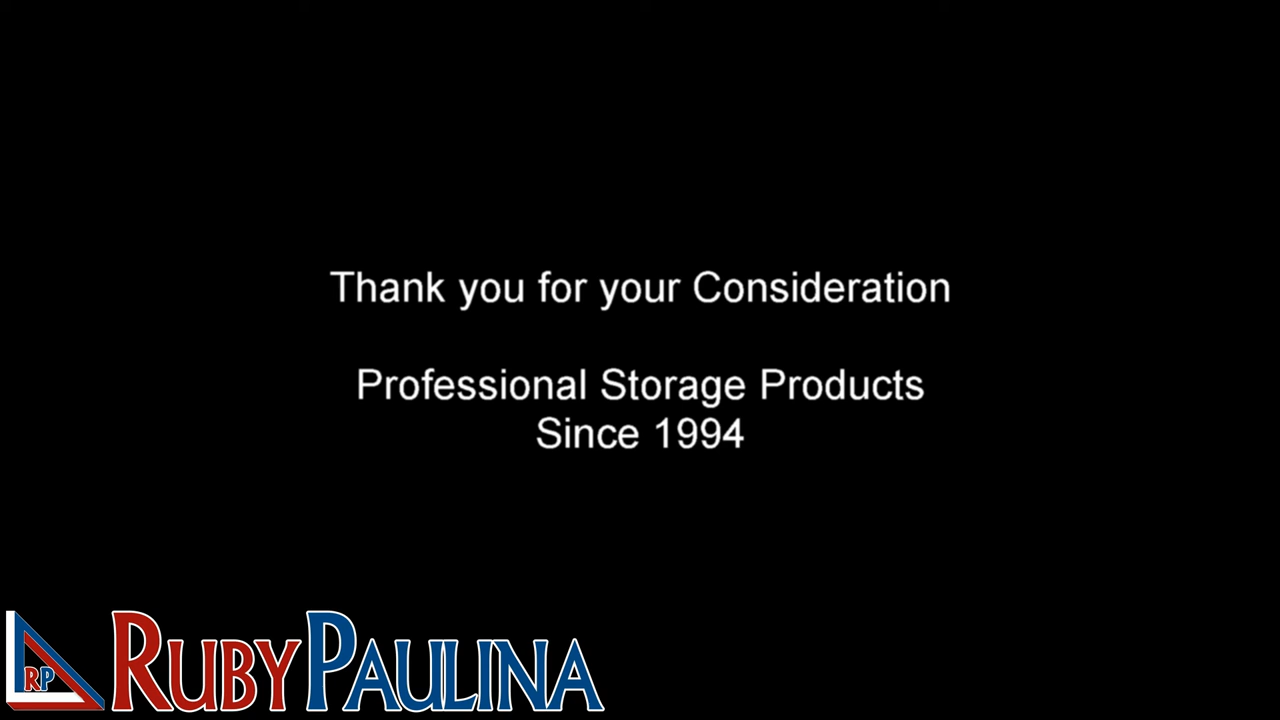 Thank you for your Consideration
Professional Storage Products
Since 1994
RP RUBYPAULINA